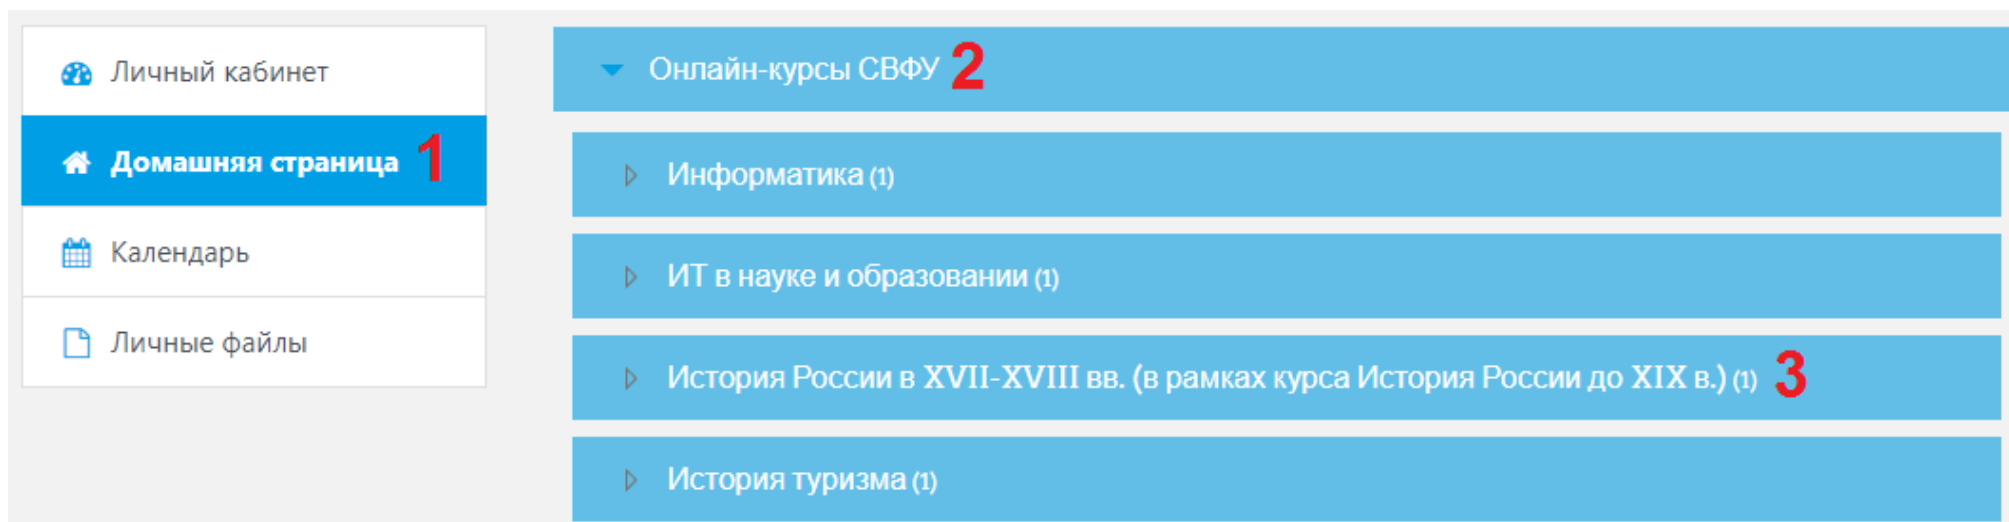 Личный кабинет
Домашняя страница 1
Календарь
Личные файлы
Онлайн-курсы СВФУ 2
Информатика (1)
ИТ в науке и образовании (1)
История России в XVII-XVIII вв. (в рамках курса История России до XIX в.) (1) 3
История туризма (1)